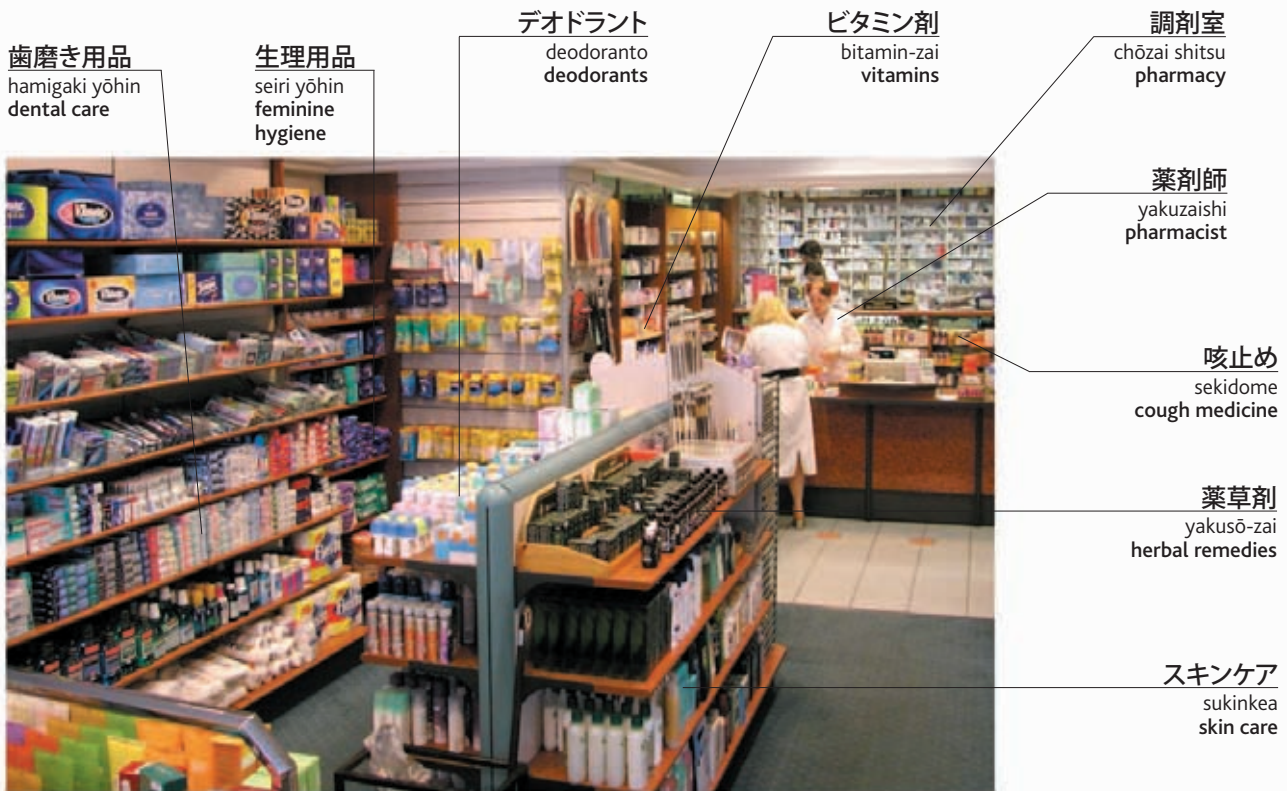 歯磨き用品
hamigaki yōhin
dental care
生理用品
seiri yōhin
feminine
hygiene
デオドラント
deodoranto
deodorants
ビタミン剤
bitamin-zai
vitamins
調剤室
chōzai shitsu
pharmacy
薬剤師
yakuzaishi
pharmacist
咳止め
sekidome
cough medicine
薬草剤
yakusō-zai
herbal remedies
スキンケア
sukinkea
skin care